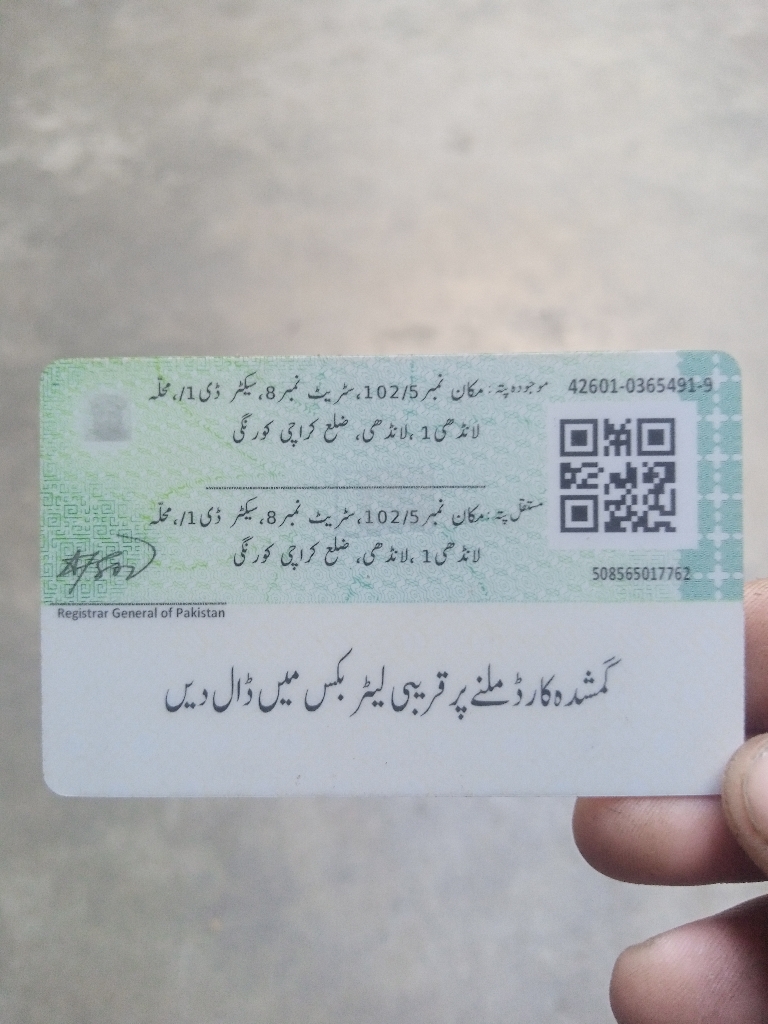 42601-0365491-9
موجودہ پتہ: مکان نمبر 102/5، سٹریٹ نمبر 8، سیکٹر ڈی 1/، محلّہ
لانڈھی 1 ،لانڈھی، ضلع کراچی کورنگی
مستقل پتہ: مکان نمبر 102/5، سٹریٹ نمبر 8، سیکٹر ڈی 1/، محلّہ
لانڈھی 1 ،لانڈھی، ضلع کراچی کورنگی
508565017762
Registrar General of Pakistan
گمشدہ کارڈ ملنے پر قریبی لیٹر بکس میں ڈال دیں